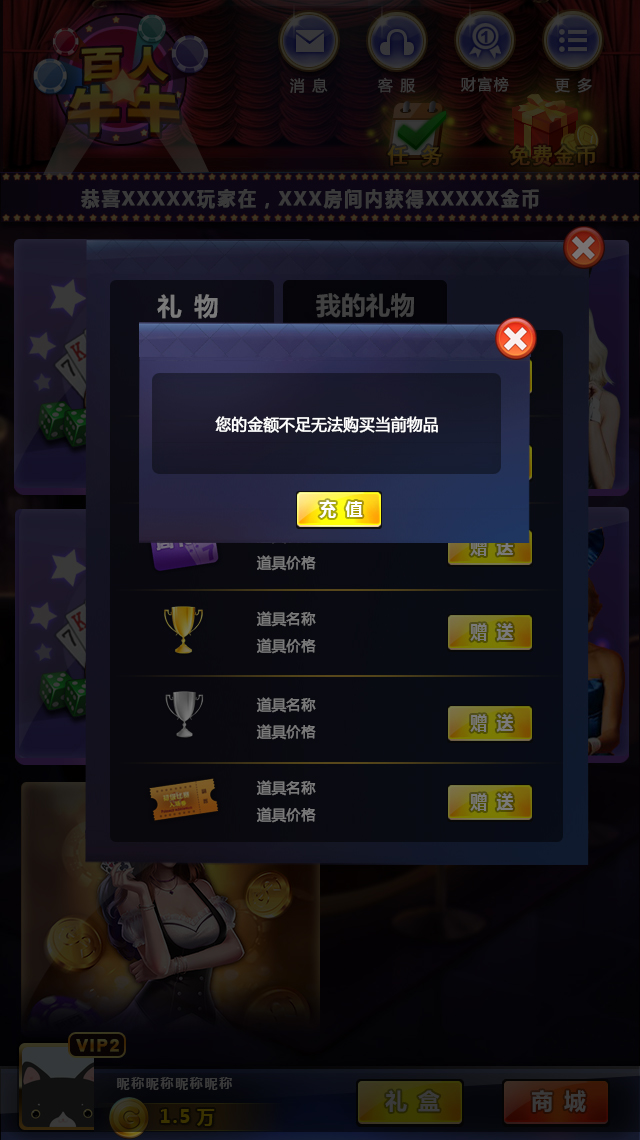 百人
牛牛
消息
客服
财富榜
更多
任务
免费金币
恭喜XXXXX玩家在，XXX房间内获得XXXXX金币
礼 物
我的礼物
您的金额不足无法购买当前物品
充 值
道具价格
赠 送
道具名称
道具价格
赠 送
道具名称
道具价格
赠 送
道具名称
道具价格
赠 送
VIP2
昵称昵称昵称昵称
G
1.5 万
礼 盒
商 城